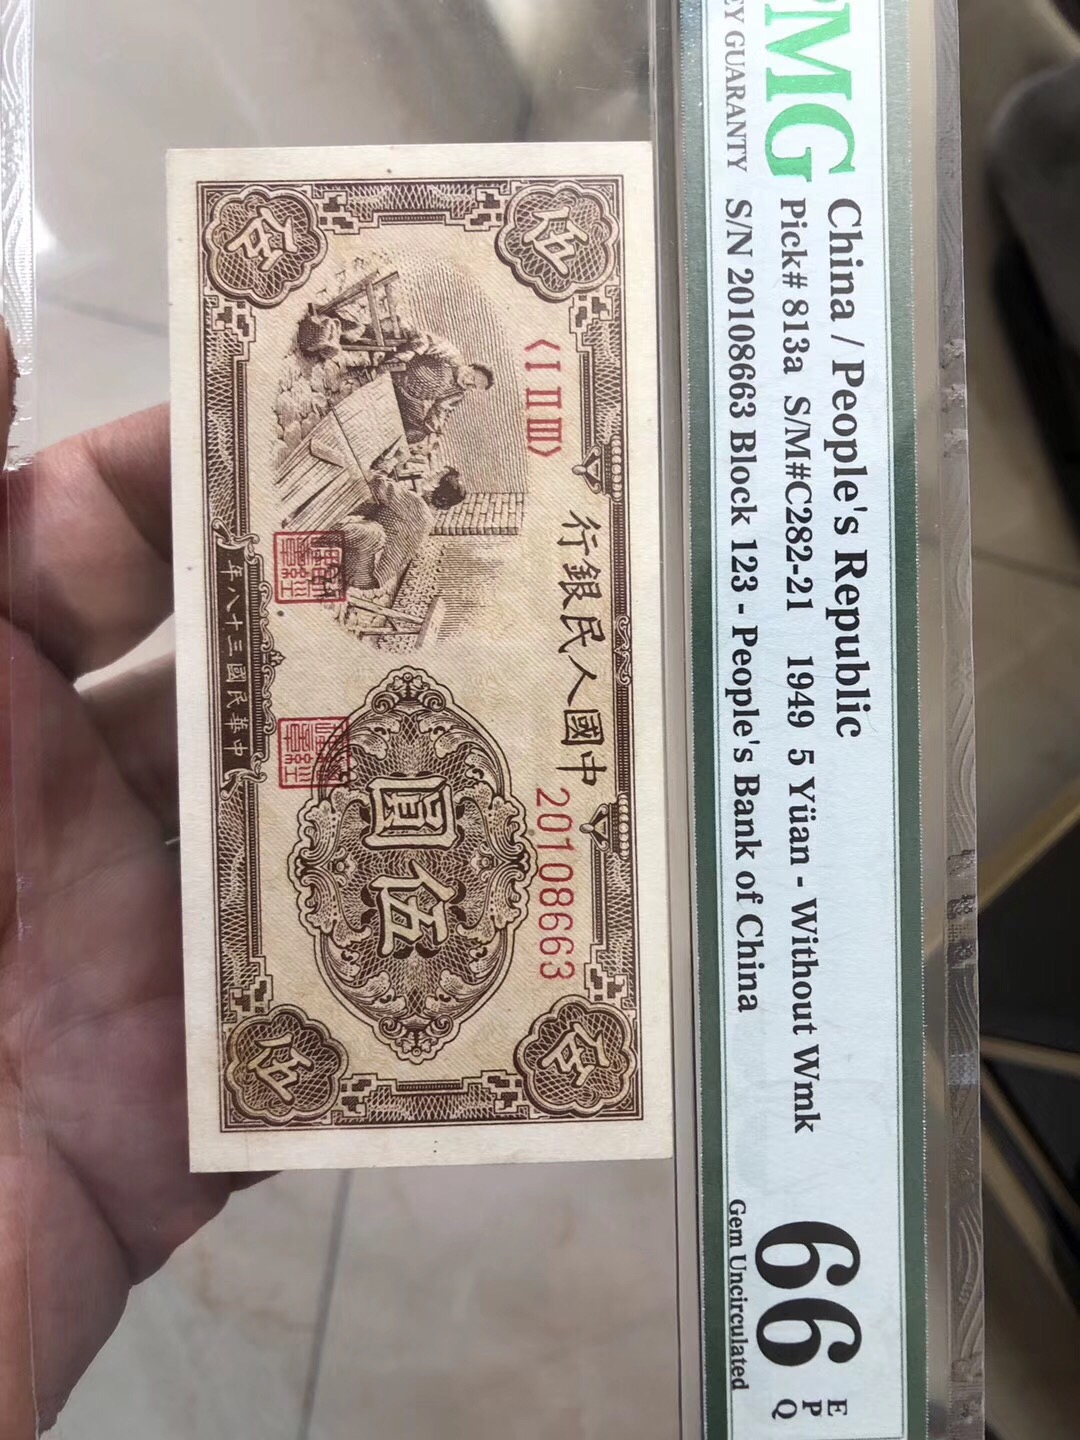 PMG
EY GUARANTY
China / People's Republic
Pick# 813a S/M#C282-21 1949 5 Yüan - Without Wmk
S/N 20108663 Block 123 - People's Bank of China
66 EPQ
Gem Uncirculated
中國人民銀行
伍
伍
〈I II III〉
20108663
伍圓
伍
伍
中華民國三十八年